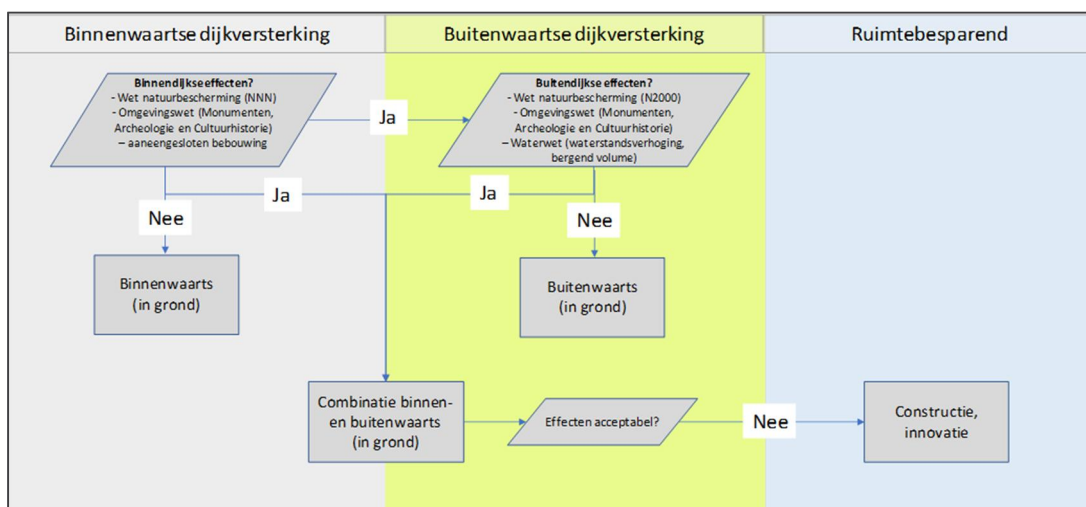 Binnenwaartse dijkversterking
Buitenwaartse dijkversterking
Ruimtebesparend
Binnendijkse effecten?
- Wet natuurbescherming (NNN)
- Omgevingswet (Monumenten,
Archeologie en Cultuurhistorie)
– aaneengesloten bebouwing
Ja
Buitendijkse effecten?
- Wet natuurbescherming (N2000)
- Omgevingswet (Monumenten,
Archeologie en Cultuurhistorie)
– Waterwet (waterstandsverhoging,
bergend volume)
Ja
Ja
Nee
Nee
Binnenwaarts
(in grond)
Buitenwaarts
(in grond)
Combinatie binnen-
en buitenwaarts
(in grond)
Effecten acceptabel?
Nee
Constructie,
innovatie